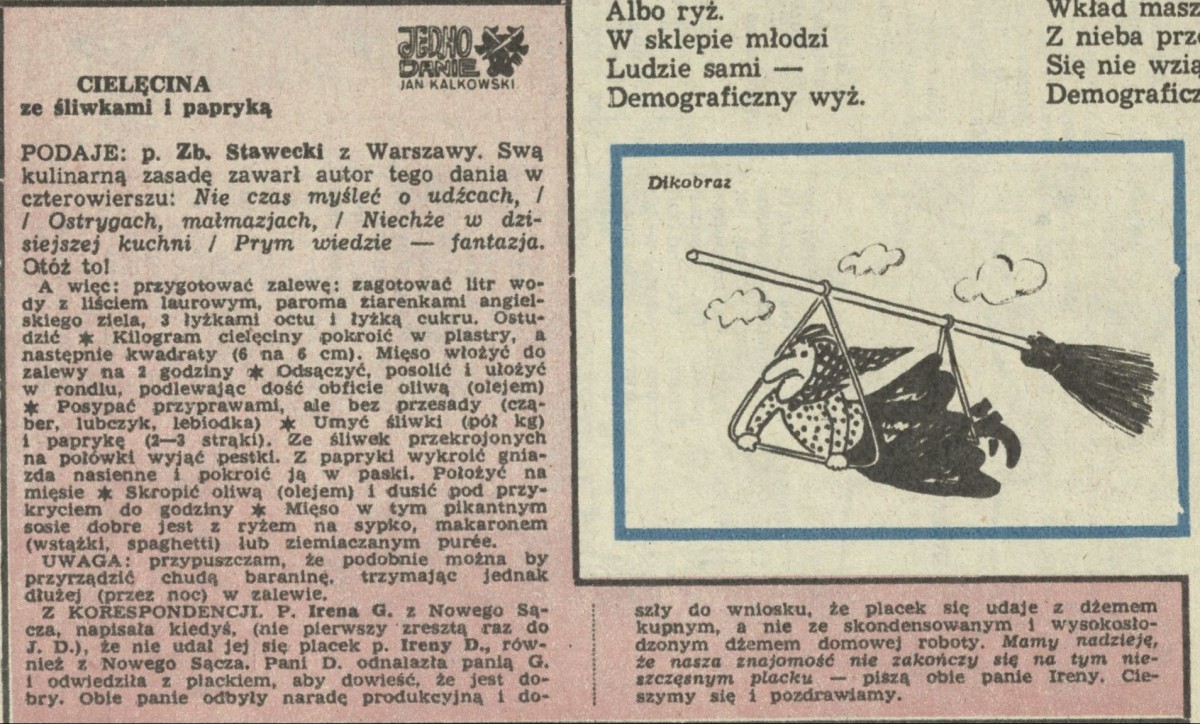 JEDNO
DANIE
JAN KALKOWSKI
CIELĘCINA
ze śliwkami i papryką
PODAJE: p. Zb. Stawecki z Warszawy. Swą
kulinarną zasadę zawarł autor tego dania w
czterowierszu: Nie czas myśleć o udźcach, /
/ Ostrygach, małmazjach, / Niechże w dzi-
siejszej kuchni / Prym wiedzie — fantazja.
Otóż to!
A więc: przygotować zalewę: zagotować litr wo-
dy z liściem laurowym, paroma ziarenkami angiel-
skiego ziela, 3 łyżkami octu i łyżką cukru. Ostu-
dzić ✱ Kilogram cielęciny pokroić w plastry, a
następnie kwadraty (6 na 6 cm). Mięso włożyć do
zalewy na 2 godziny ✱ Odsączyć, posolić i ułożyć
w rondlu, podlewając dość obficie oliwą (olejem)
✱ Posypać przyprawami, ale bez przesady (czą-
ber, lubczyk, lebiodka) ✱ Umyć śliwki (pół kg)
i paprykę (2—3 strąki). Ze śliwek przekrojonych
na połówki wyjąć pestki. Z papryki wykroić gnia-
zda nasienne i pokroić ją w paski. Położyć na
mięsie ✱ Skropić oliwą (olejem) i dusić pod przy-
kryciem do godziny ✱ Mięso w tym pikantnym
sosie dobre jest z ryżem na sypko, makaronem
(wstążki, spaghetti) lub ziemiaczanym purée.
UWAGA: przypuszczam, że podobnie można by
przyrządzić chudą baraninę, trzymając jednak
dłużej (przez noc) w zalewie.
Z KORESPONDENCJI. P. Irena G. z Nowego Są-
cza, napisała kiedyś, (nie pierwszy zresztą raz do
J. D.), że nie udał jej się placek p. Ireny D., rów-
nież z Nowego Sącza. Pani D. odnalazła panią G.
i odwiedziła z plackiem, aby dowieść, że jest do-
bry. Obie panie odbyły naradę produkcyjną i do-
szły do wniosku, że placek się udaje z dżemem
kupnym, a nie ze skondensowanym i wysokosło-
dzonym dżemem domowej roboty. Mamy nadzieję,
że nasza znajomość nie zakończy się na tym nie-
szczęsnym placku — piszą obie panie Ireny. Cie-
szymy się i pozdrawiamy.
Albo ryż.
W sklepie młodzi
Ludzie sami —
Demograficzny wyż.
Wkład masz
Z nieba prze
Się nie wzią
Demograficz
Dikobraz